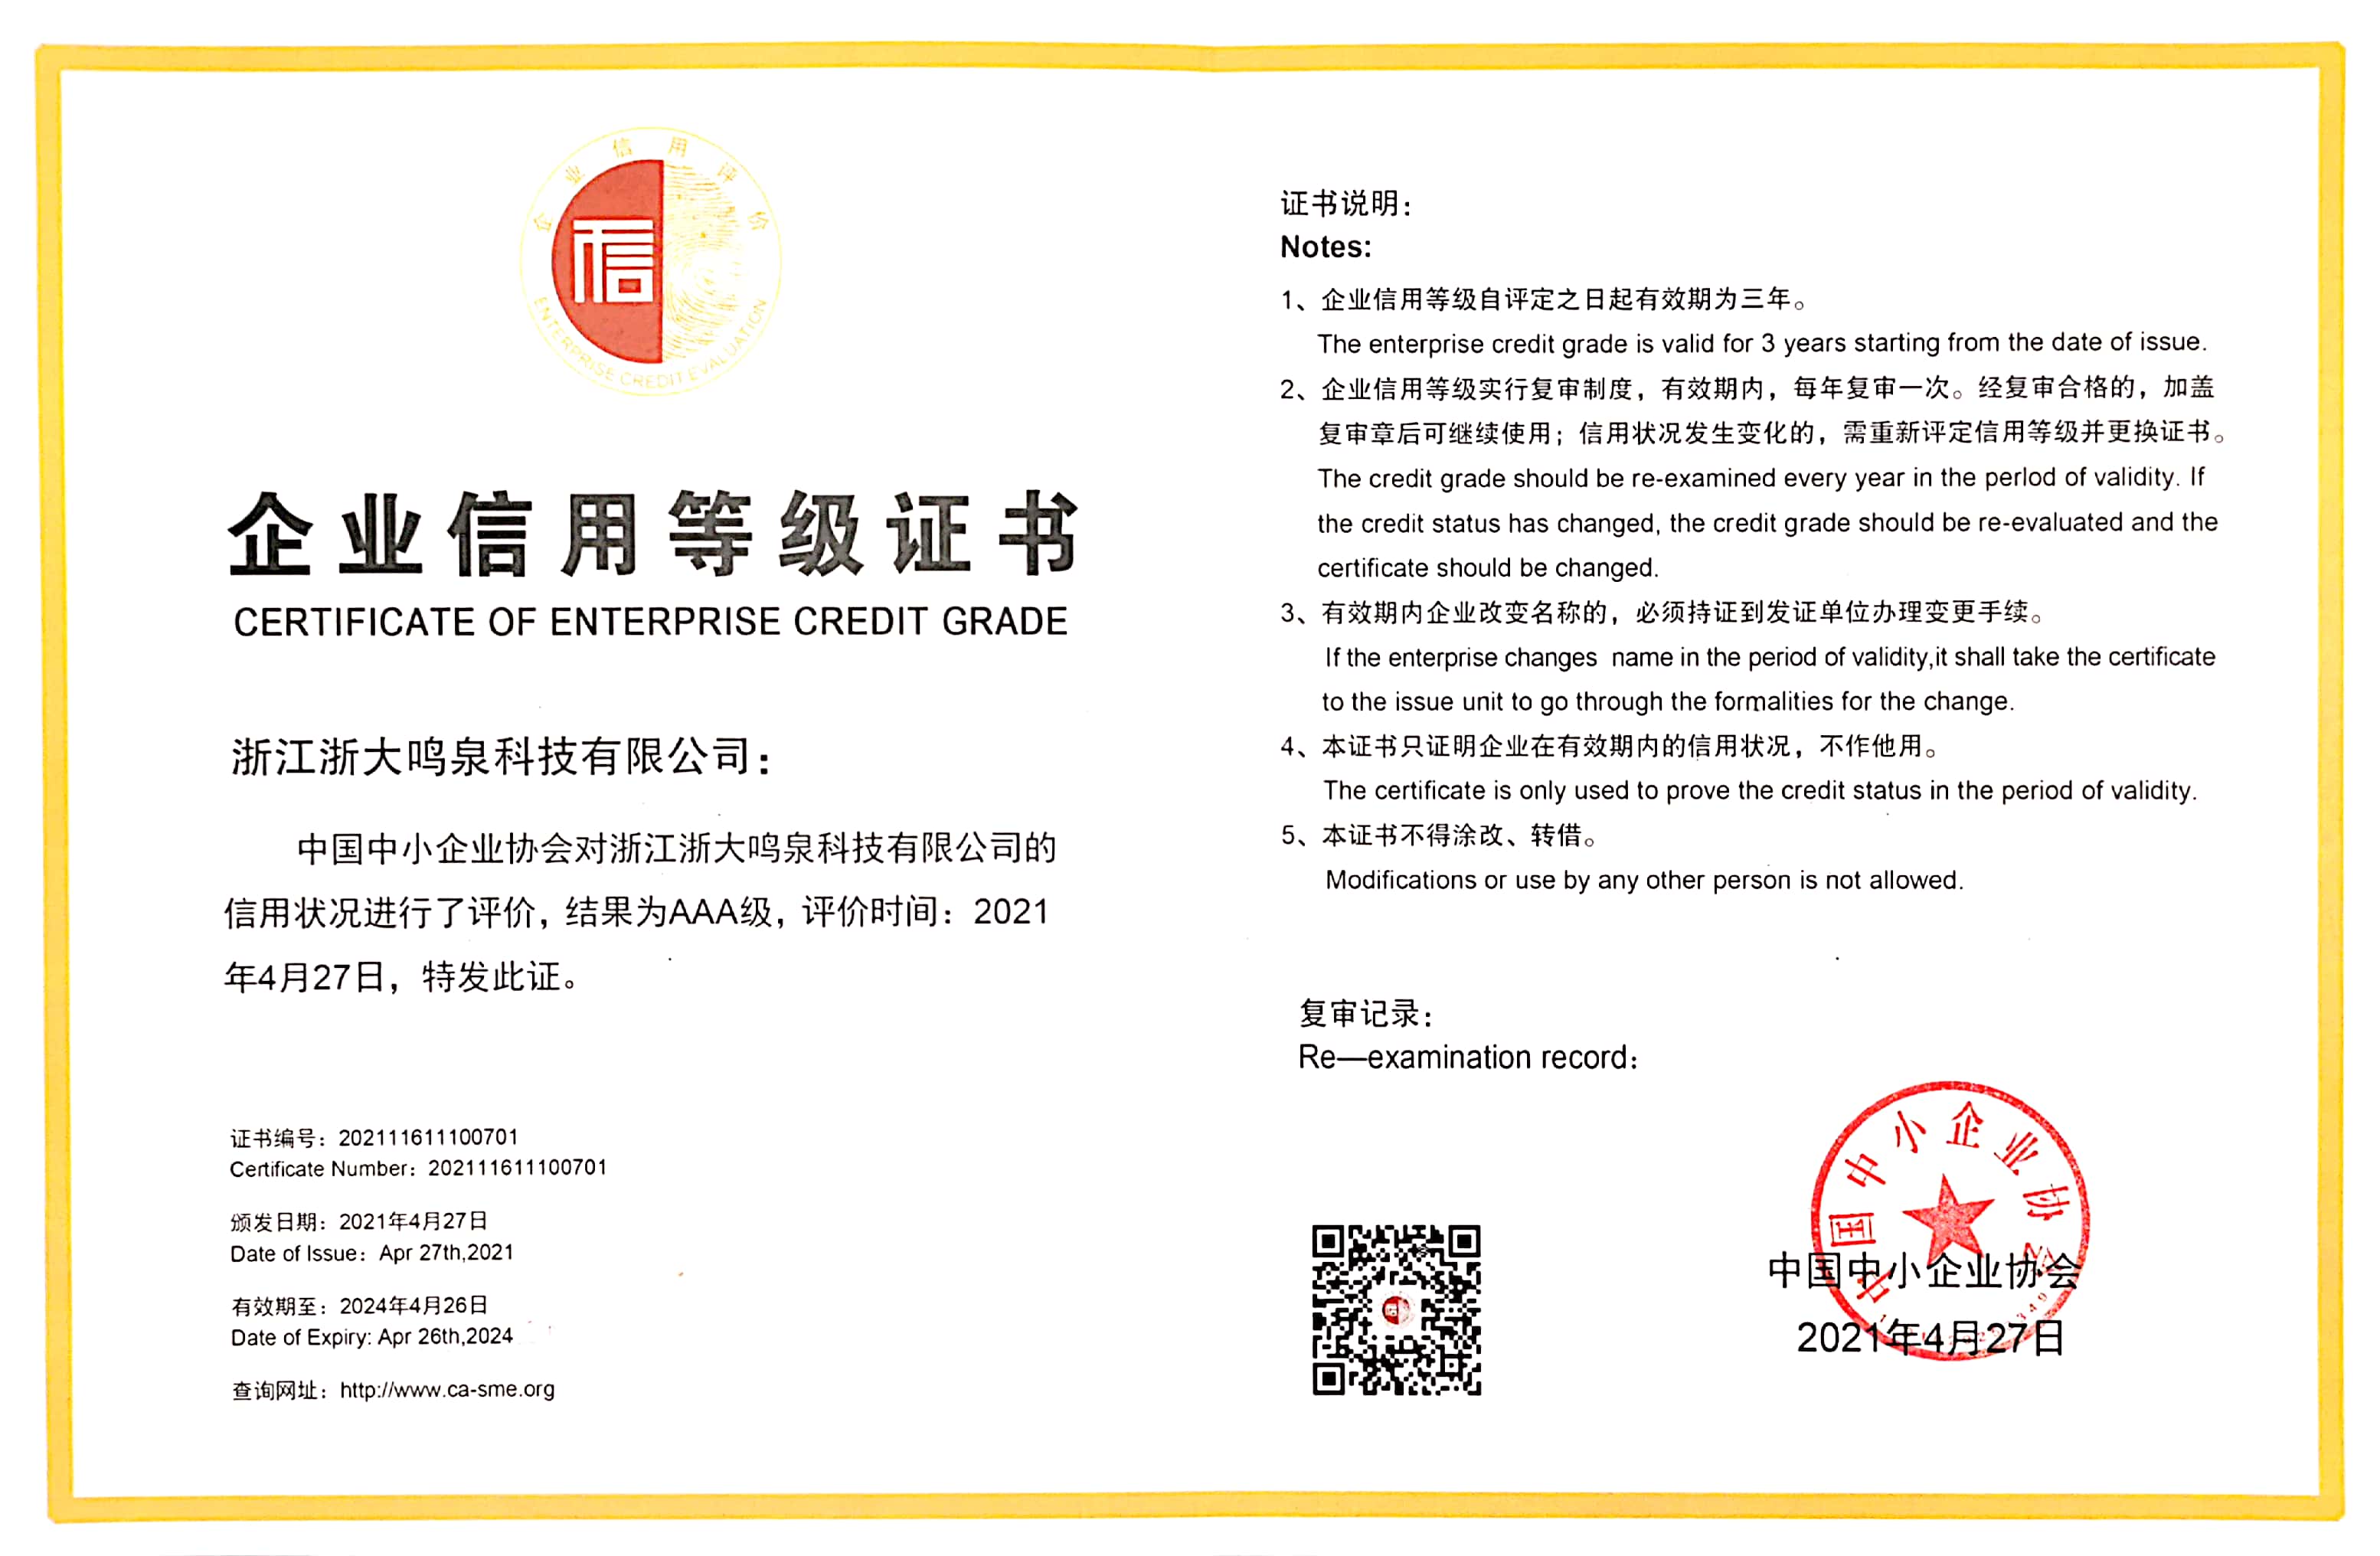 企业信用评价
信
ENTERPRISE CREDIT EVALUATION
企业信用等级证书
CERTIFICATE OF ENTERPRISE CREDIT GRADE
浙江浙大鸣泉科技有限公司：
中国中小企业协会对浙江浙大鸣泉科技有限公司的
信用状况进行了评价，结果为AAA级，评价时间：2021
年4月27日，特发此证。
证书编号：202111611100701
Certificate Number：202111611100701
颁发日期：2021年4月27日
Date of Issue：Apr 27th,2021
有效期至：2024年4月26日
Date of Expiry: Apr 26th,2024
查询网址：http://www.ca-sme.org
证书说明：
Notes:
1、企业信用等级自评定之日起有效期为三年。
The enterprise credit grade is valid for 3 years starting from the date of issue.
2、企业信用等级实行复审制度，有效期内，每年复审一次。经复审合格的，加盖
复审章后可继续使用；信用状况发生变化的，需重新评定信用等级并更换证书。
The credit grade should be re-examined every year in the perlod of validity. If
the credit status has changed, the credit grade should be re-evaluated and the
certificate should be changed.
3、有效期内企业改变名称的，必须持证到发证单位办理变更手续。
If the enterprise changes name in the period of validity,it shall take the certificate
to the issue unit to go through the formalities for the change.
4、本证书只证明企业在有效期内的信用状况，不作他用。
The certificate is only used to prove the credit status in the period of validity.
5、本证书不得涂改、转借。
Modifications or use by any other person is not allowed.
复审记录：
Re—examination record：
中国中小企业协会
中国中小企业协会
2021年4月27日